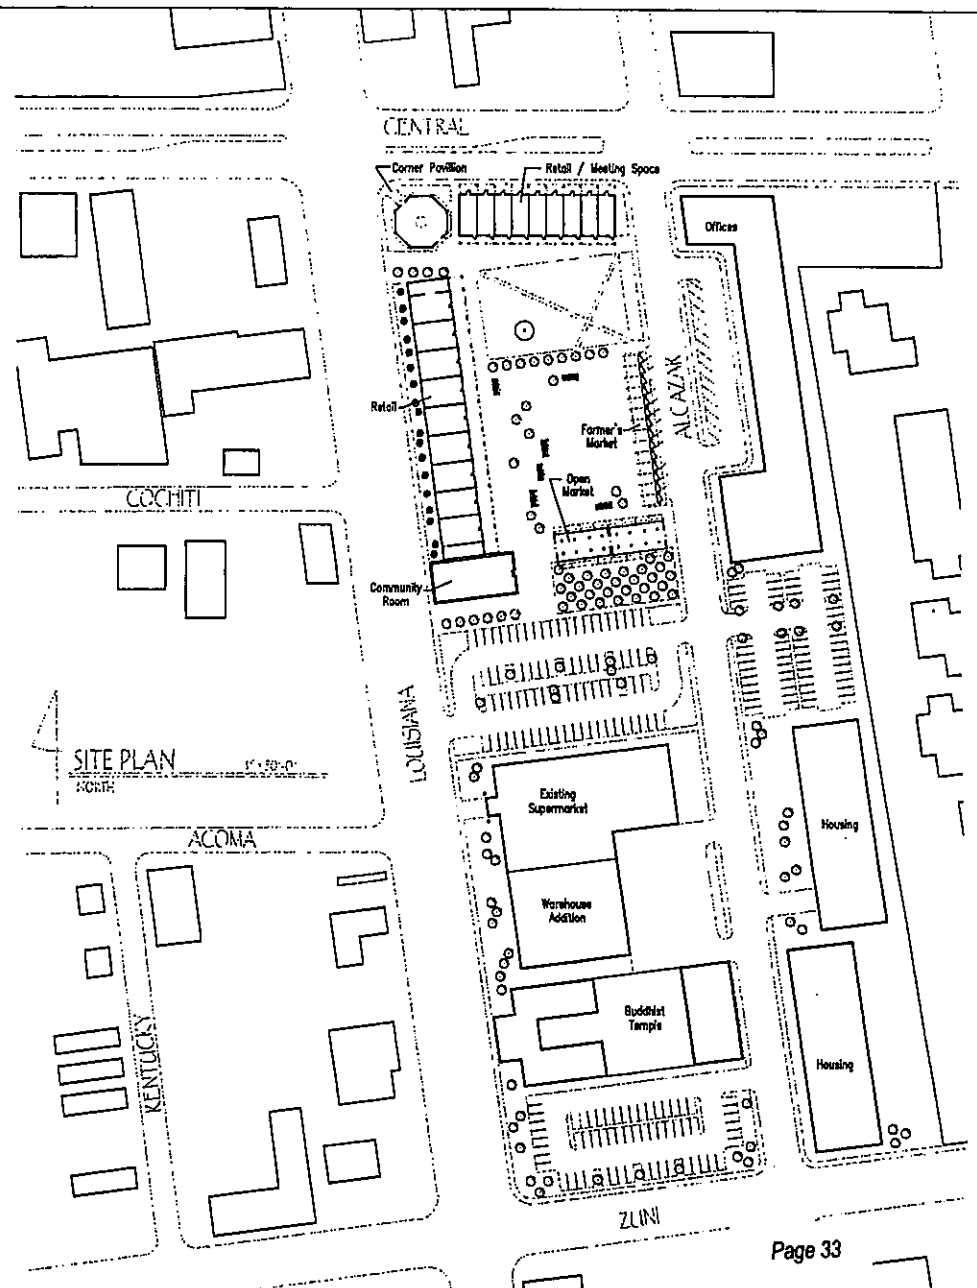 CENTRAL
Corner Pavilion
Retail / Meeting Space
Offices
ALCAZAR
Retail
Farmer's
Market
Open
Market
COCHITI
Community
Room
LOUISIANA
SITE PLAN
NORTH
Existing
Supermarket
Housing
ACOMA
Warehouse
Addition
Buddhist
Temple
KENTUCKY
Housing
ZUNI
Page 33